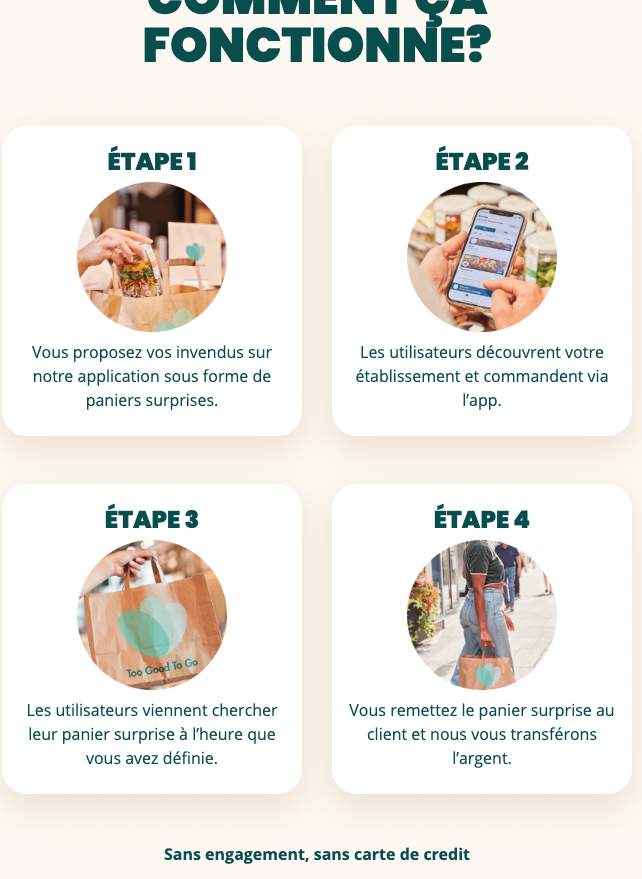 COMMENT ÇA
FONCTIONNE?
ÉTAPE 1
Vous proposez vos invendus sur
notre application sous forme de
paniers surprises.
ÉTAPE 2
Les utilisateurs découvrent votre
établissement et commandent via
l’app.
ÉTAPE 3
Too Good To Go
Les utilisateurs viennent chercher
leur panier surprise à l’heure que
vous avez définie.
ÉTAPE 4
Vous remettez le panier surprise au
client et nous vous transférons
l’argent.
Sans engagement, sans carte de credit